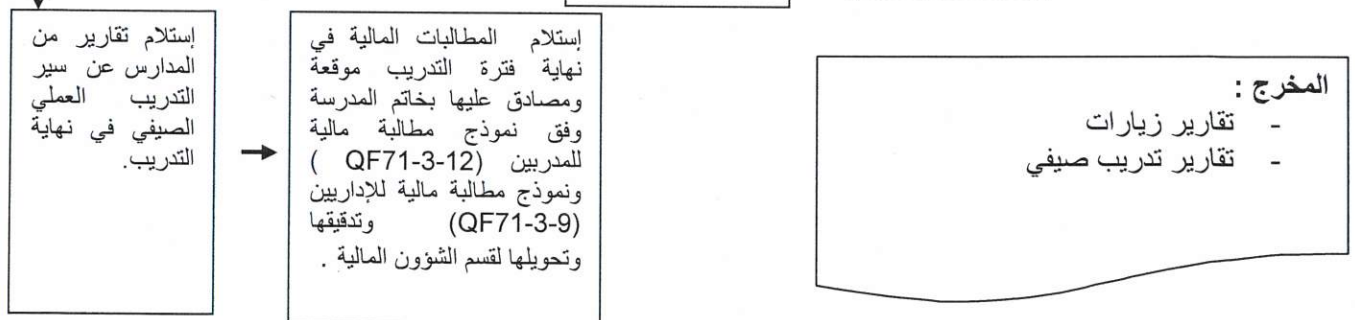 إستلام تقارير من
المدارس عن سير
التدريب العملي
الصيفي في نهاية
التدريب.
إستلام المطالبات المالية في
نهاية فترة التدريب موقعة
ومصادق عليها بخاتم المدرسة
وفق نموذج مطالبة مالية
للمدربين (QF71-3-12 )
ونموذج مطالبة مالية للإداريين
(QF71-3-9) وتدقيقها
وتحويلها لقسم الشؤون المالية .
المخرج :
- تقارير زيارات
- تقارير تدريب صيفي